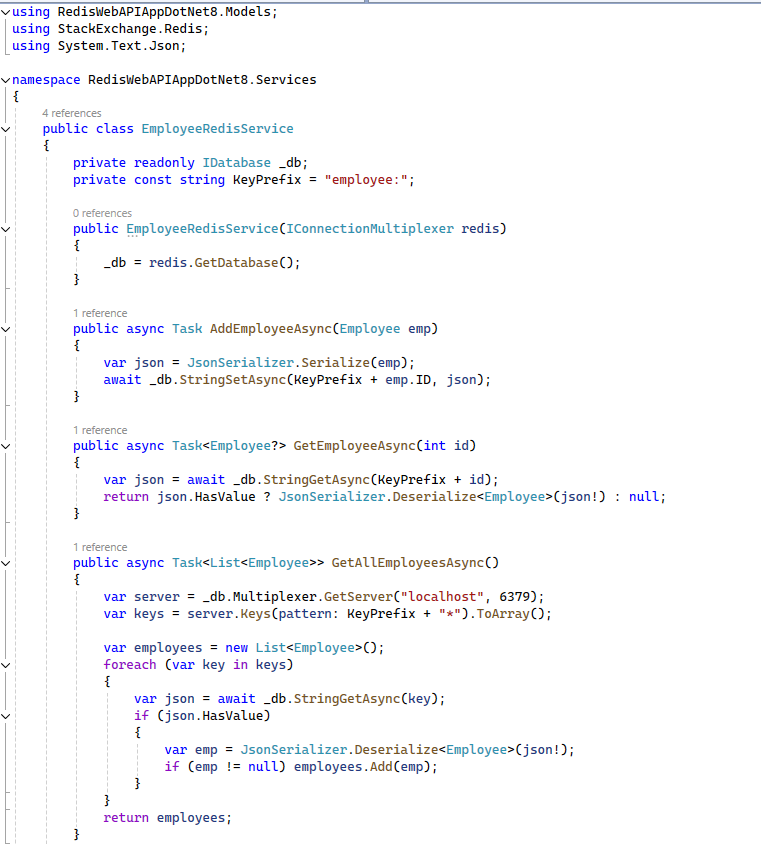 using RedisWebAPIAppDotNet8.Models;
using StackExchange.Redis;
using System.Text.Json;

namespace RedisWebAPIAppDotNet8.Services
{
    4 references
    public class EmployeeRedisService
    {
        private readonly IDatabase _db;
        private const string KeyPrefix = "employee:";

        0 references
        public EmployeeRedisService(IConnectionMultiplexer redis)
        {
            _db = redis.GetDatabase();
        }

        1 reference
        public async Task AddEmployeeAsync(Employee emp)
        {
            var json = JsonSerializer.Serialize(emp);
            await _db.StringSetAsync(KeyPrefix + emp.ID, json);
        }

        1 reference
        public async Task<Employee?> GetEmployeeAsync(int id)
        {
            var json = await _db.StringGetAsync(KeyPrefix + id);
            return json.HasValue ? JsonSerializer.Deserialize<Employee>(json!) : null;
        }

        1 reference
        public async Task<List<Employee>> GetAllEmployeesAsync()
        {
            var server = _db.Multiplexer.GetServer("localhost", 6379);
            var keys = server.Keys(pattern: KeyPrefix + "*").ToArray();

            var employees = new List<Employee>();
            foreach (var key in keys)
            {
                var json = await _db.StringGetAsync(key);
                if (json.HasValue)
                {
                    var emp = JsonSerializer.Deserialize<Employee>(json!);
                    if (emp != null) employees.Add(emp);
                }
            }
            return employees;
        }